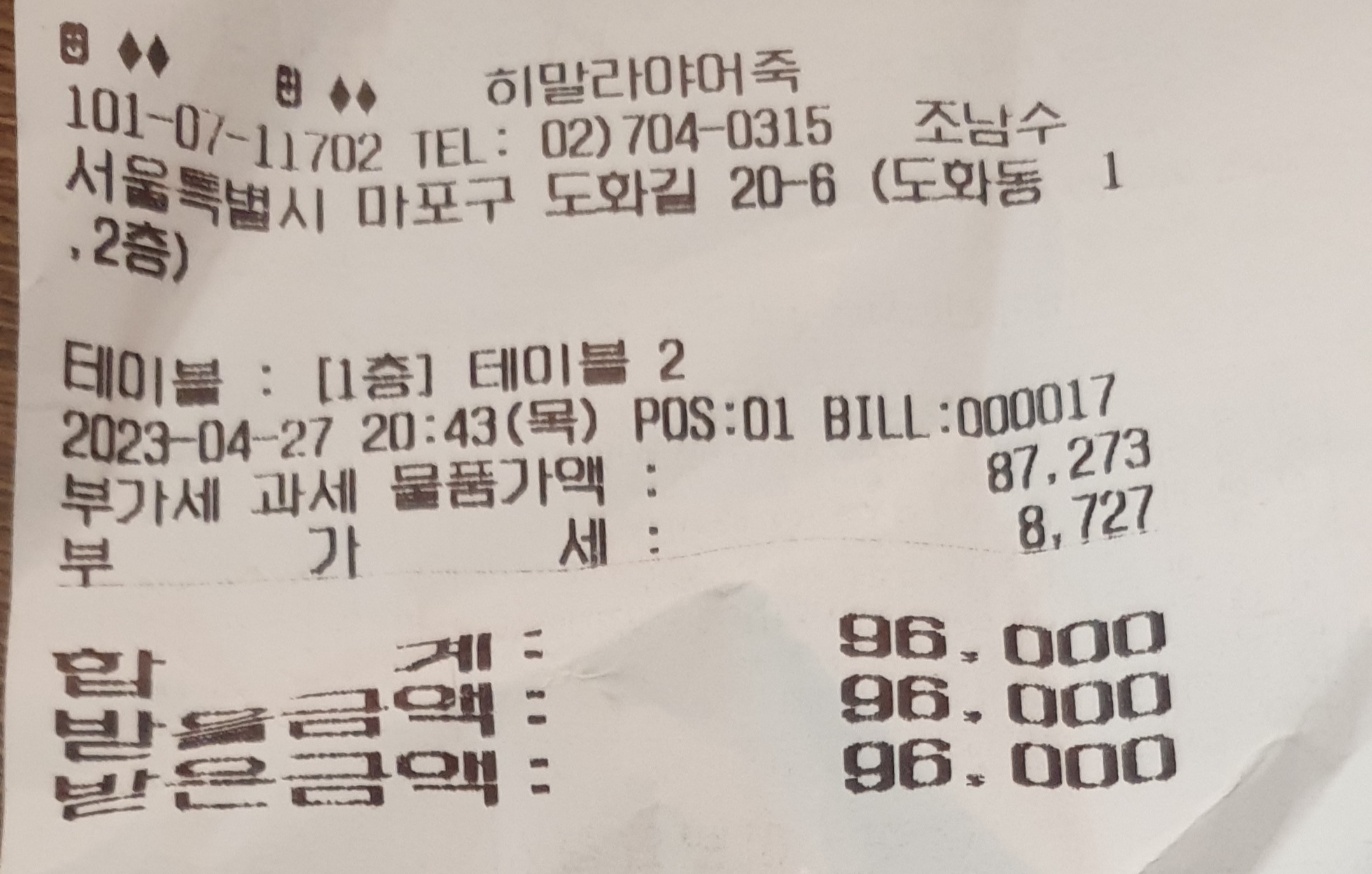 히말라야어죽
101-07-11702 TEL: 02)704-0315 조남수
서울특별시 마포구 도화길 20-6 (도화동 1
,2층)
테이블 : [1층] 테이블 2
2023-04-27 20:43(목) POS:01 BILL:000017
부가세 과세 물품가액 : 87,273
부 가 세 : 8,727
합 계 : 96,000
받을금액 : 96,000
받은금액 : 96,000